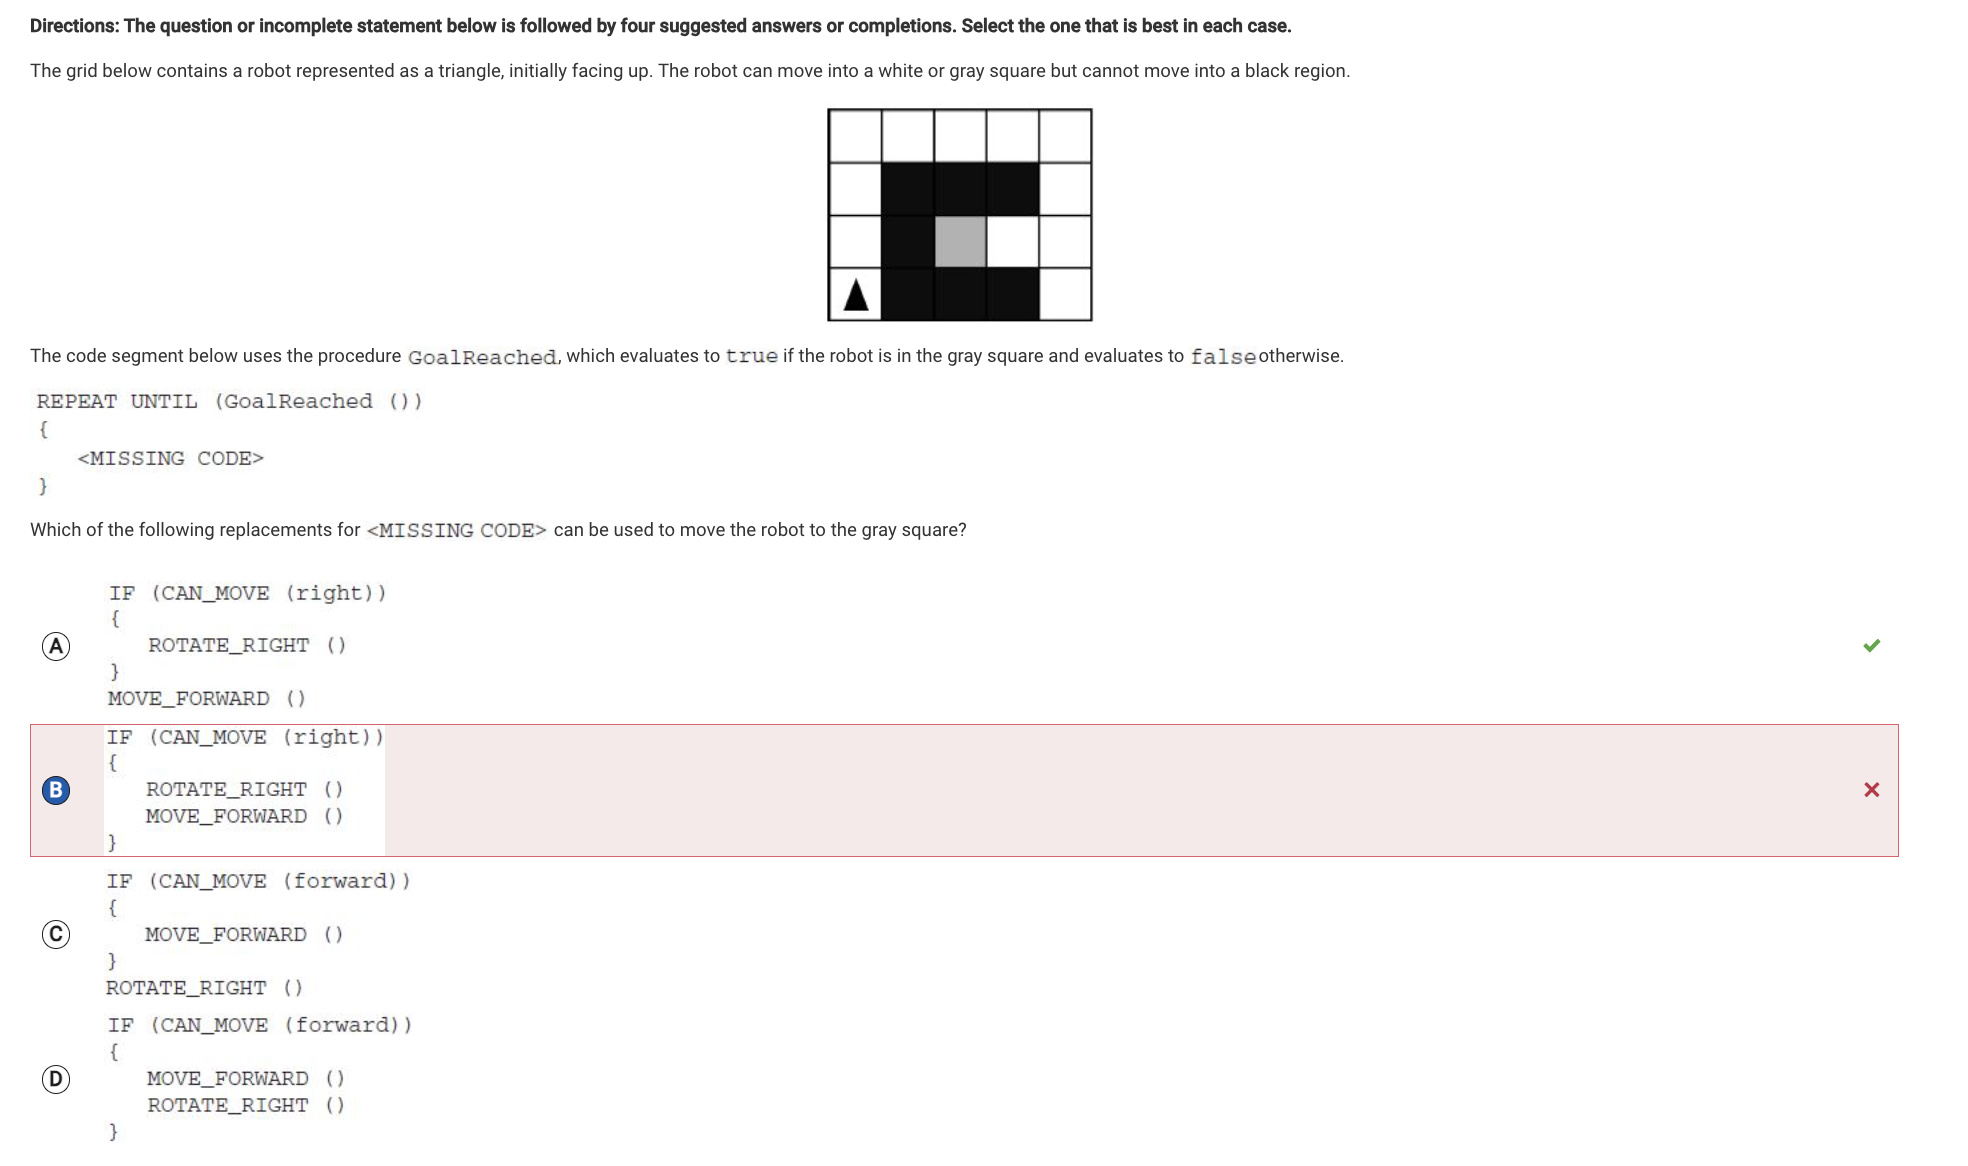 Directions: The question or incomplete statement below is followed by four suggested answers or completions. Select the one that is best in each case.
The grid below contains a robot represented as a triangle, initially facing up. The robot can move into a white or gray square but cannot move into a black region.
The code segment below uses the procedure GoalReached, which evaluates to true if the robot is in the gray square and evaluates to false otherwise.
REPEAT UNTIL (GoalReached ())
{
<MISSING CODE>
}
Which of the following replacements for <MISSING CODE> can be used to move the robot to the gray square?
A
IF (CAN_MOVE (right))
{
ROTATE_RIGHT ()
}
MOVE_FORWARD ()
B
IF (CAN_MOVE (right))
{
ROTATE_RIGHT ()
MOVE_FORWARD ()
}
C
IF (CAN_MOVE (forward))
{
MOVE_FORWARD ()
}
ROTATE_RIGHT ()
D
IF (CAN_MOVE (forward))
{
MOVE_FORWARD ()
ROTATE_RIGHT ()
}